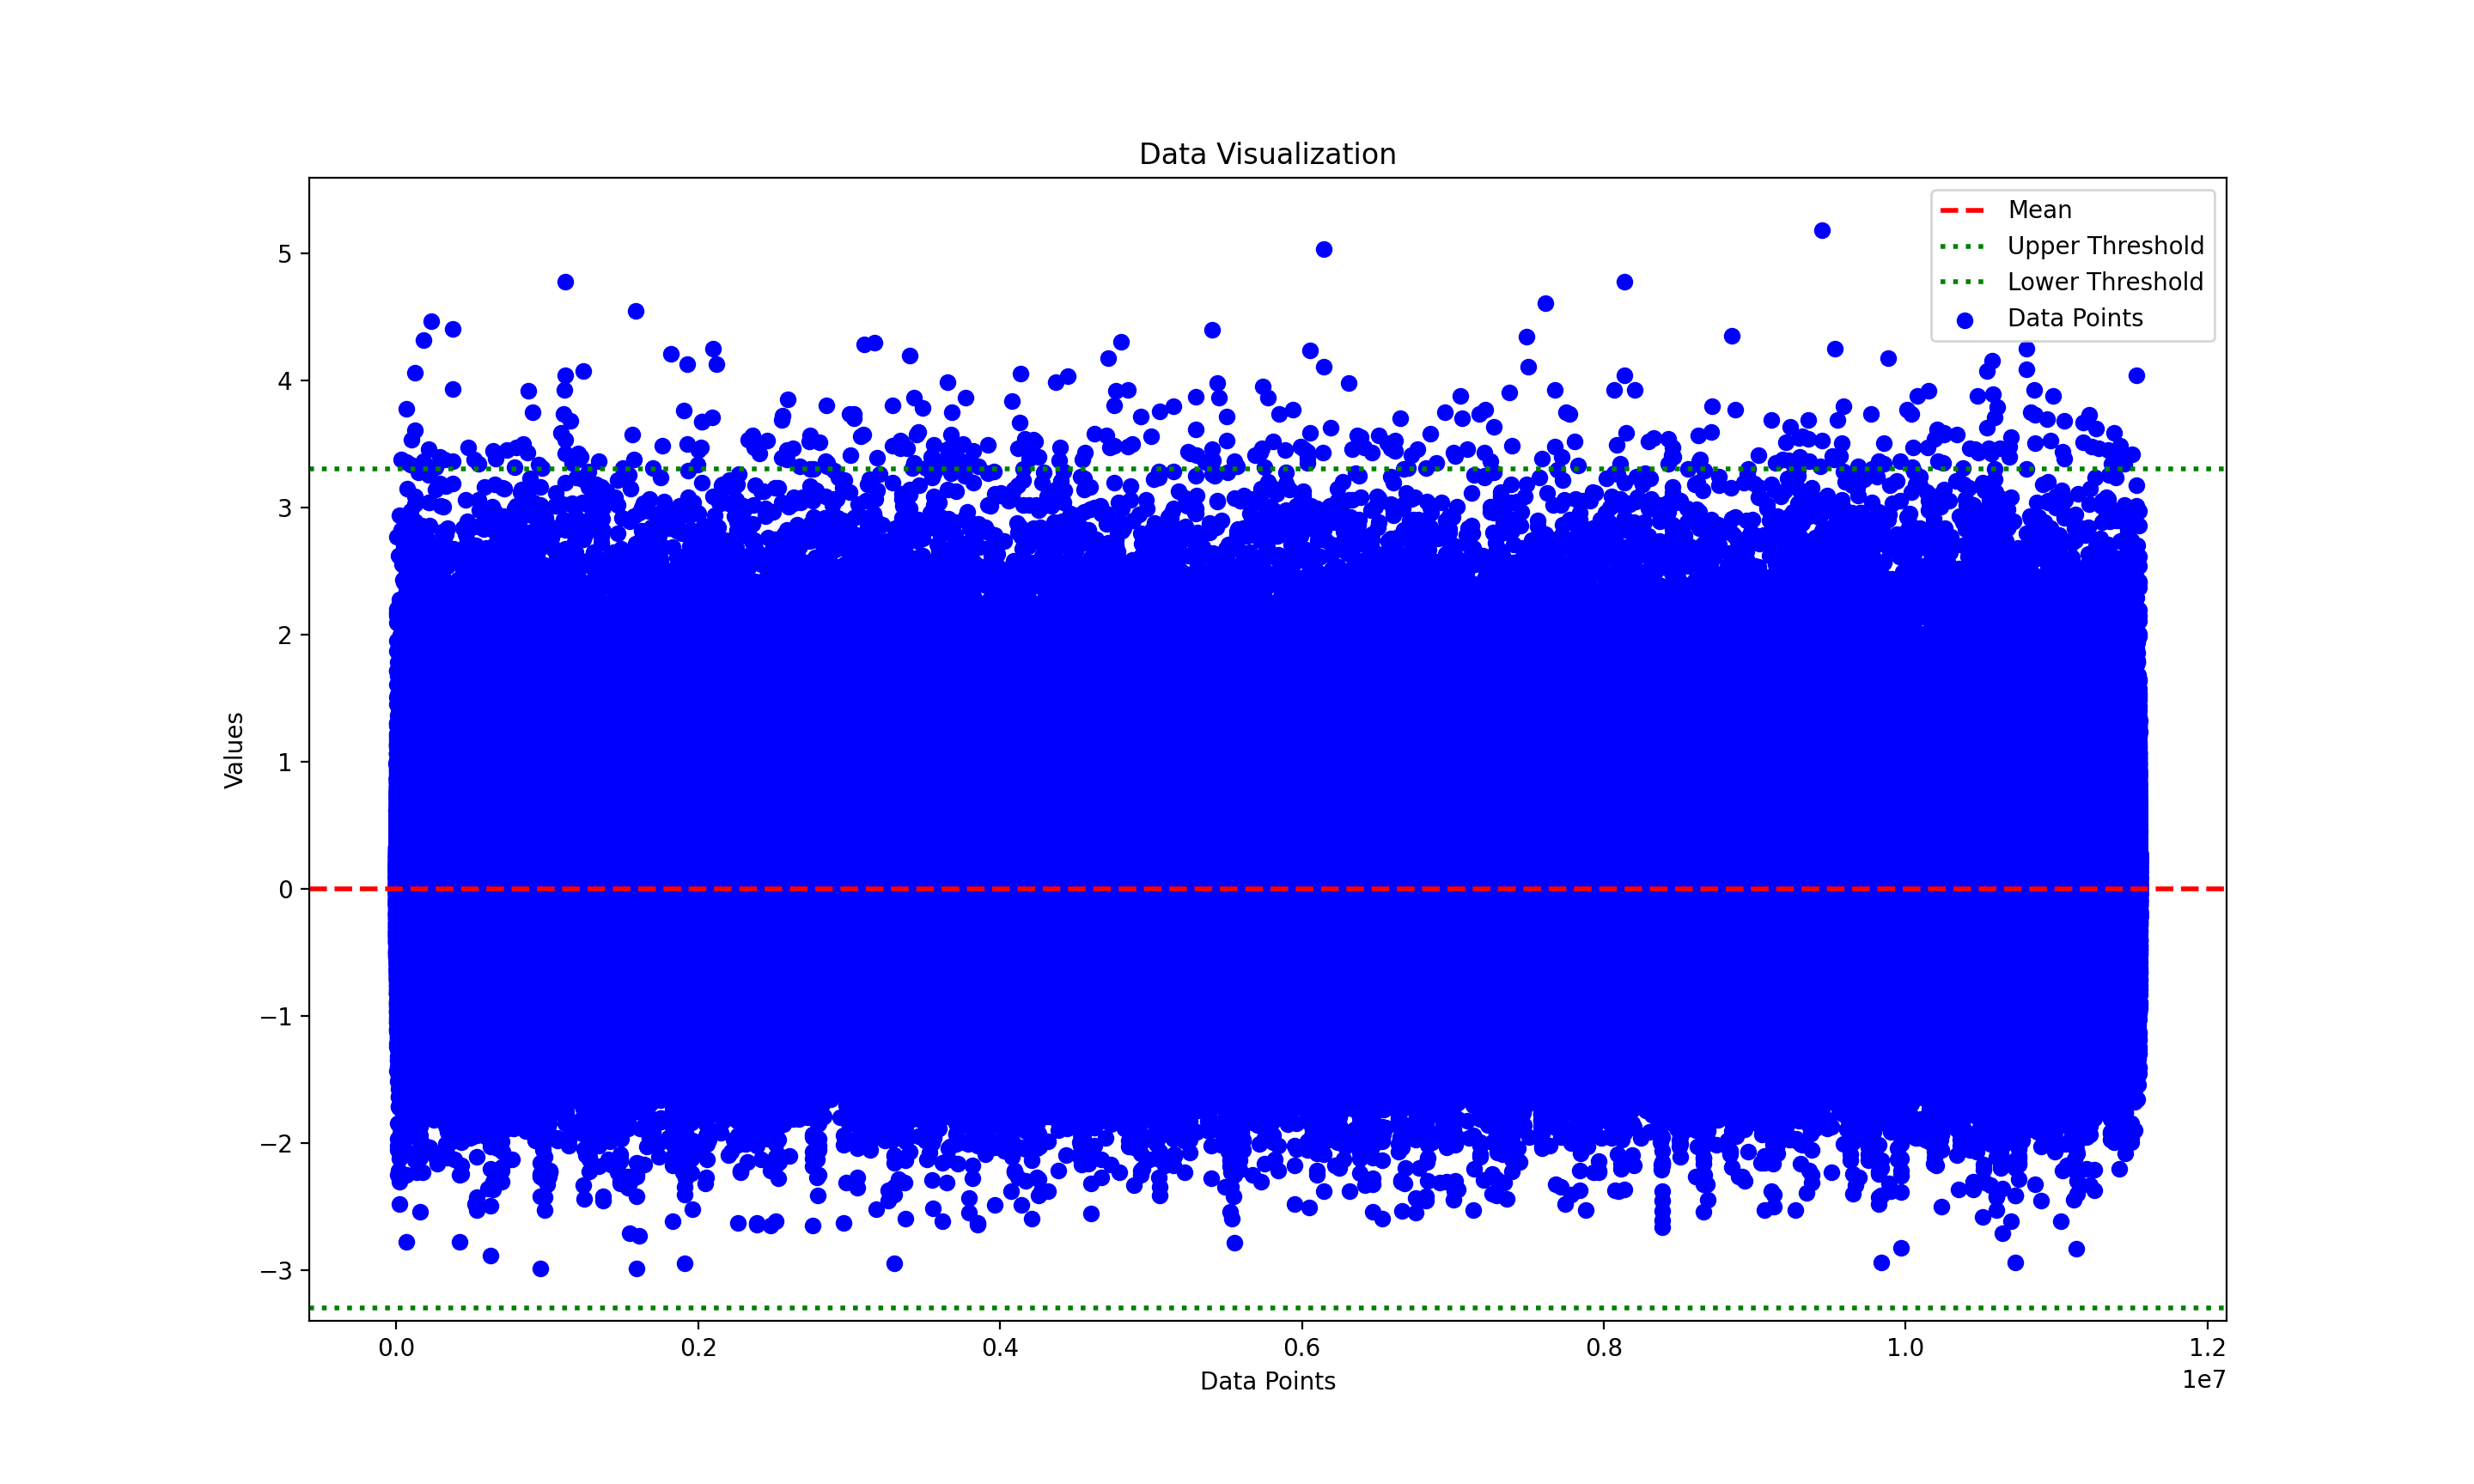 Data Visualization
Mean
Upper Threshold
Lower Threshold
Data Points
5
4
3
2
1
0
−1
−2
−3
Values
0.0 0.2 0.4 0.6 0.8 1.0 1.2
1e7
Data Points